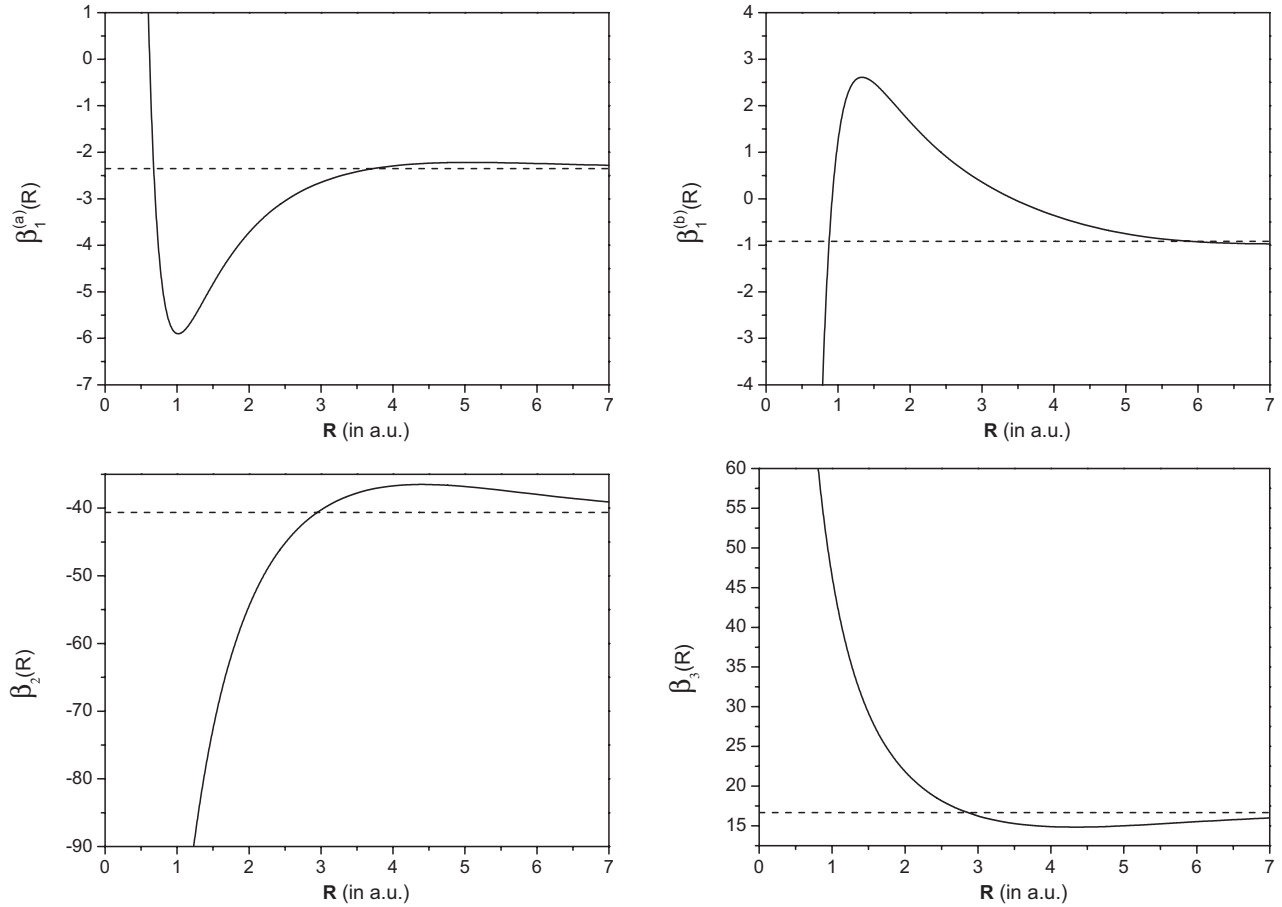 1
0
-1
-2
-3
-4
-5
-6
-7
0 1 2 3 4 5 6 7
R (in a.u.)
β₁⁽ᵃ⁾(R)
4
3
2
1
0
-1
-2
-3
-4
0 1 2 3 4 5 6 7
R (in a.u.)
β₁⁽ᵇ⁾(R)
-40
-50
-60
-70
-80
-90
0 1 2 3 4 5 6 7
R (in a.u.)
β₂(R)
60
55
50
45
40
35
30
25
20
15
0 1 2 3 4 5 6 7
R (in a.u.)
β₃(R)